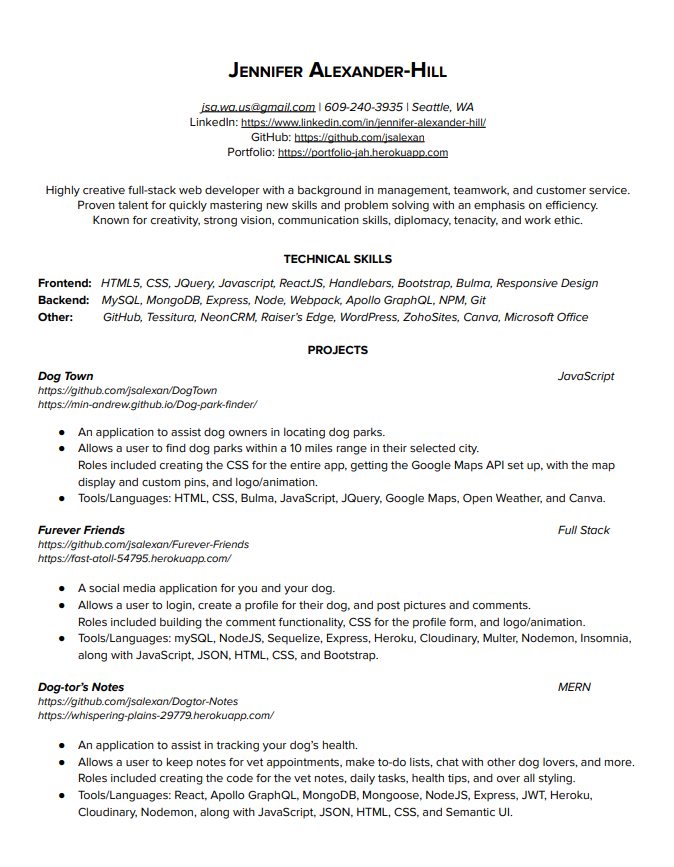 Jennifer Alexander-Hill
jsa.wa.us@gmail.com | 609-240-3935 | Seattle, WA
LinkedIn: https://www.linkedin.com/in/jennifer-alexander-hill/
GitHub: https://github.com/jsalexan
Portfolio: https://portfolio-jah.herokuapp.com
Highly creative full-stack web developer with a background in management, teamwork, and customer service.
Proven talent for quickly mastering new skills and problem solving with an emphasis on efficiency.
Known for creativity, strong vision, communication skills, diplomacy, tenacity, and work ethic.
TECHNICAL SKILLS
Frontend: HTML5, CSS, JQuery, Javascript, ReactJS, Handlebars, Bootstrap, Bulma, Responsive Design
Backend: MySQL, MongoDB, Express, Node, Webpack, Apollo GraphQL, NPM, Git
Other: GitHub, Tessitura, NeonCRM, Raiser's Edge, WordPress, ZohoSites, Canva, Microsoft Office
PROJECTS
Dog Town JavaScript
https://github.com/jsalexan/DogTown
https://min-andrew.github.io/Dog-park-finder/
● An application to assist dog owners in locating dog parks.
● Allows a user to find dog parks within a 10 miles range in their selected city.
Roles included creating the CSS for the entire app, getting the Google Maps API set up, with the map
display and custom pins, and logo/animation.
● Tools/Languages: HTML, CSS, Bulma, JavaScript, JQuery, Google Maps, Open Weather, and Canva.
Furever Friends Full Stack
https://github.com/jsalexan/Furever-Friends
https://fast-atoll-54795.herokuapp.com/
● A social media application for you and your dog.
● Allows a user to login, create a profile for their dog, and post pictures and comments.
Roles included building the comment functionality, CSS for the profile form, and logo/animation.
● Tools/Languages: mySQL, NodeJS, Sequelize, Express, Heroku, Cloudinary, Multer, Nodemon, Insomnia,
along with JavaScript, JSON, HTML, CSS, and Bootstrap.
Dog-tor's Notes MERN
https://github.com/jsalexan/Dogtor-Notes
https://whispering-plains-29779.herokuapp.com/
● An application to assist in tracking your dog's health.
● Allows a user to keep notes for vet appointments, make to-do lists, chat with other dog lovers, and more.
Roles included creating the code for the vet notes, daily tasks, health tips, and over all styling.
● Tools/Languages: React, Apollo GraphQL, MongoDB, Mongoose, NodeJS, Express, JWT, Heroku,
Cloudinary, Nodemon, along with JavaScript, JSON, HTML, CSS, and Semantic UI.